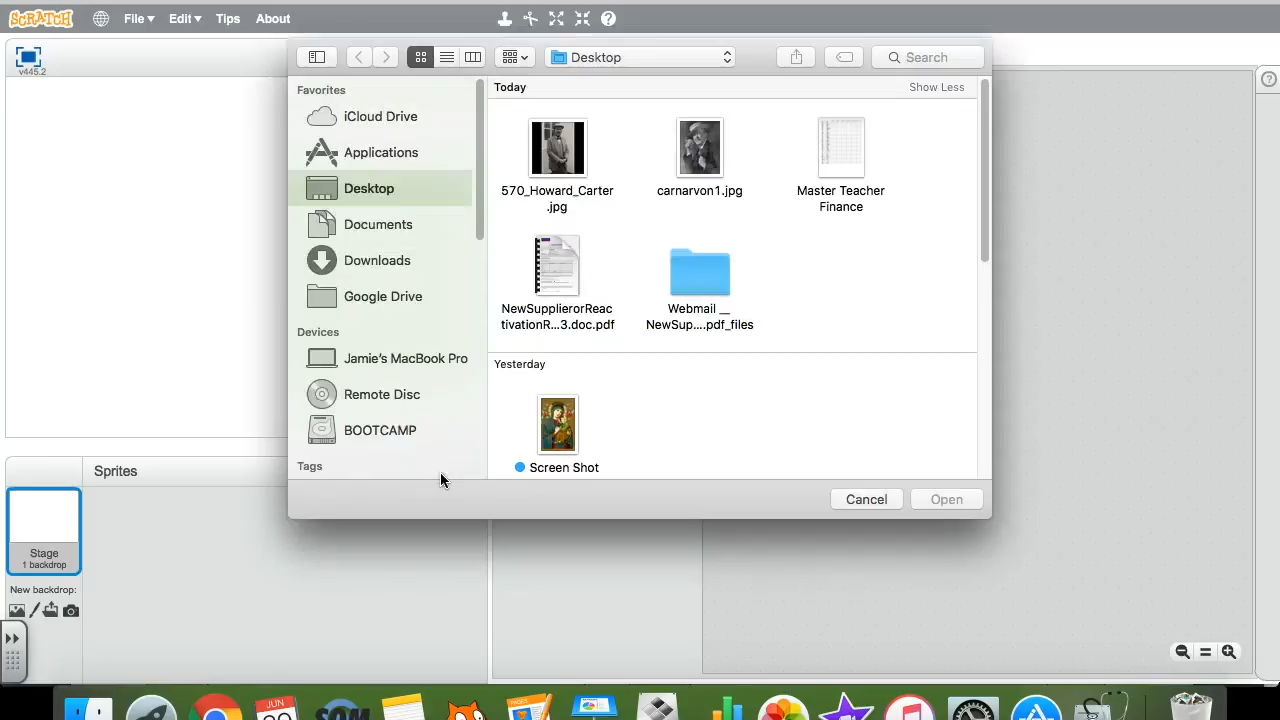 SCRATCH File Edit Tips About
v445.2
Desktop
Search
Favorites
iCloud Drive
Applications
Desktop
Documents
Downloads
Google Drive
Devices
Jamie's MacBook Pro
Remote Disc
BOOTCAMP
Tags
Today
Show Less
570_Howard_Carter
.jpg
carnarvon1.jpg
Master Teacher
Finance
NewSupplierorReac
tivationR...3.doc.pdf
Webmail __
NewSup....pdf_files
Yesterday
Screen Shot
Cancel
Open
Sprites
Stage
1 backdrop
New backdrop:
JUN
PAGES